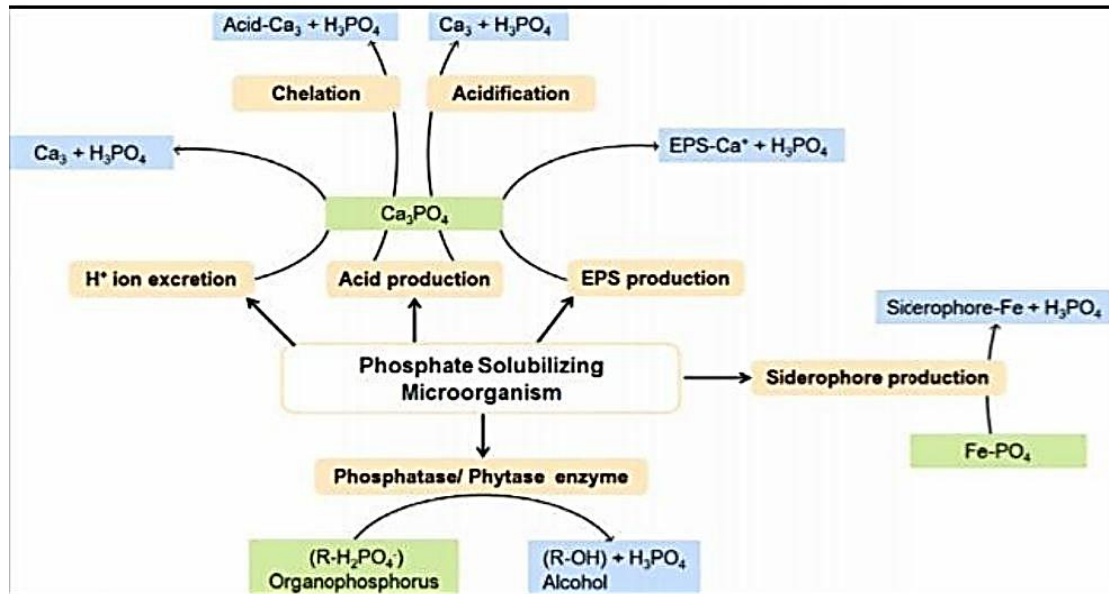 Acid-Ca₃ + H₃PO₄
Ca₃ + H₃PO₄
Chelation
Acidification
Ca₃ + H₃PO₄
EPS-Ca⁺ + H₃PO₄
Ca₃PO₄
H⁺ ion excretion
Acid production
EPS production
Siderophore-Fe + H₃PO₄
Phosphate Solubilizing
Microorganism
Siderophore production
Fe-PO₄
Phosphatase/ Phytase enzyme
(R-H₂PO₄⁻)
Organophosphorus
(R-OH) + H₃PO₄
Alcohol